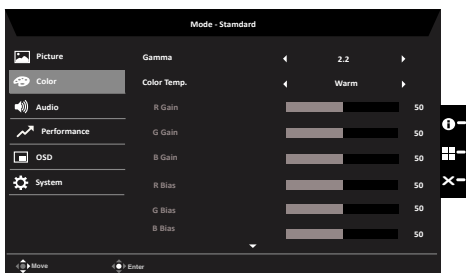 Mode - Standard
Picture
Gamma 2.2
Color
Color Temp. Warm
Audio
R Gain 50
Performance
G Gain 50
OSD
B Gain 50
System
R Bias 50
G Bias 50
B Bias 50
Move Enter